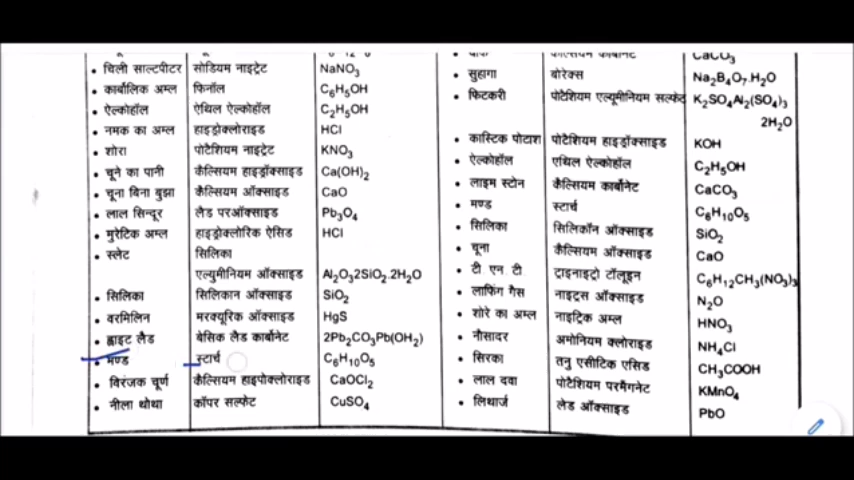 • चिली साल्टपीटर सोडियम नाइट्रेट NaNO₃
• कार्बोलिक अम्ल फिनॉल C₆H₅OH
• ऐल्कोहॉल एथिल ऐल्कोहॉल C₂H₅OH
• नमक का अम्ल हाइड्रोक्लोराइड HCl
• शोरा पोटैशियम नाइट्रेट KNO₃
• चूने का पानी कैल्सियम हाइड्रॉक्साइड Ca(OH)₂
• चूना बिना बुझा कैल्सियम ऑक्साइड CaO
• लाल सिन्दूर लैड परऑक्साइड Pb₃O₄
• मुरेटिक अम्ल हाइड्रोक्लोरिक ऐसिड HCl
• स्लेट सिलिका
एल्युमीनियम ऑक्साइड Al₂O₃2SiO₂.2H₂O
• सिलिका सिलिकान ऑक्साइड SiO₂
• वरमिलिन मरक्यूरिक ऑक्साइड HgS
• ह्वाइट लैड बेसिक लैड कार्बोनेट 2Pb₂CO₃Pb(OH₂)
• मण्ड स्टार्च C₆H₁₀O₅
• विरंजक चूर्ण कैल्सियम हाइपोक्लोराइड CaOCl₂
• नीला थोथा कॉपर सल्फेट CuSO₄
• चाक कैल्सियम कार्बोनेट CaCO₃
• सुहागा बोरेक्स Na₂B₄O₇.H₂O
• फिटकरी पोटैशियम एल्युमीनियम सल्फेट K₂SO₄Al₂(SO₄)₃
2H₂O
• कास्टिक पोटाश पोटैशियम हाइड्रॉक्साइड KOH
• ऐल्कोहॉल एथिल ऐल्कोहॉल C₂H₅OH
• लाइम स्टोन कैल्सियम कार्बोनेट CaCO₃
• मण्ड स्टार्च C₆H₁₀O₅
• सिलिका सिलिकॉन ऑक्साइड SiO₂
• चूना कैल्सियम ऑक्साइड CaO
• टी एन टी ट्राइनाइट्रो टॉलूइन C₆H₁₂CH₃(NO₃)₃
• लाफिंग गैस नाइट्रस ऑक्साइड N₂O
• शोरे का अम्ल नाइट्रिक अम्ल HNO₃
• नौसादर अमोनियम क्लोराइड NH₄Cl
• सिरका तनु एसीटिक एसिड CH₃COOH
• लाल दवा पोटैशियम परमैगनेट KMnO₄
• लिथार्ज लेड ऑक्साइड PbO